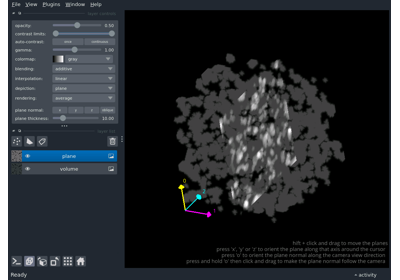 File View Plugins Window Help
opacity: 0.50
contrast limits:
auto-contrast: once continuous
gamma: 1.00
colormap: gray
blending: additive
interpolation: linear
depiction: plane
rendering: average
plane normal: x y z oblique
plane thickness: 10.00
plane
volume
0
shift + click and drag to move the planes
press 'x', 'y' or 'z' to orient the plane along that axis around the cursor
press 'o' to orient the plane normal along the camera view direction
press and hold 'o' then click and drag to make the plane normal follow the camera
Ready
activity